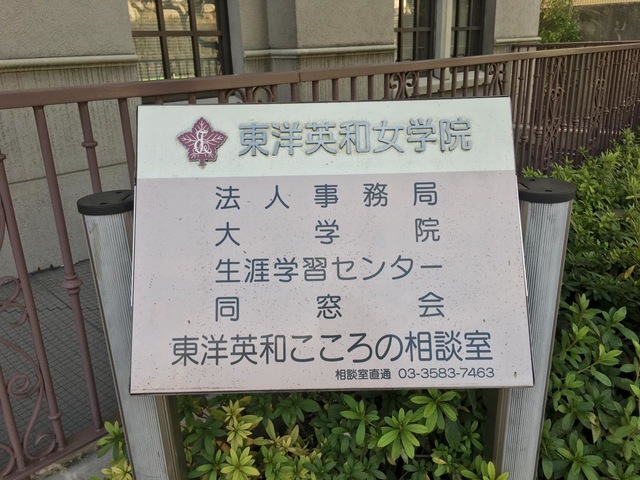 東洋英和女学院
法人事務局
大学院
生涯学習センター
同窓会
東洋英和こころの相談室
相談室直通 03-3583-7463